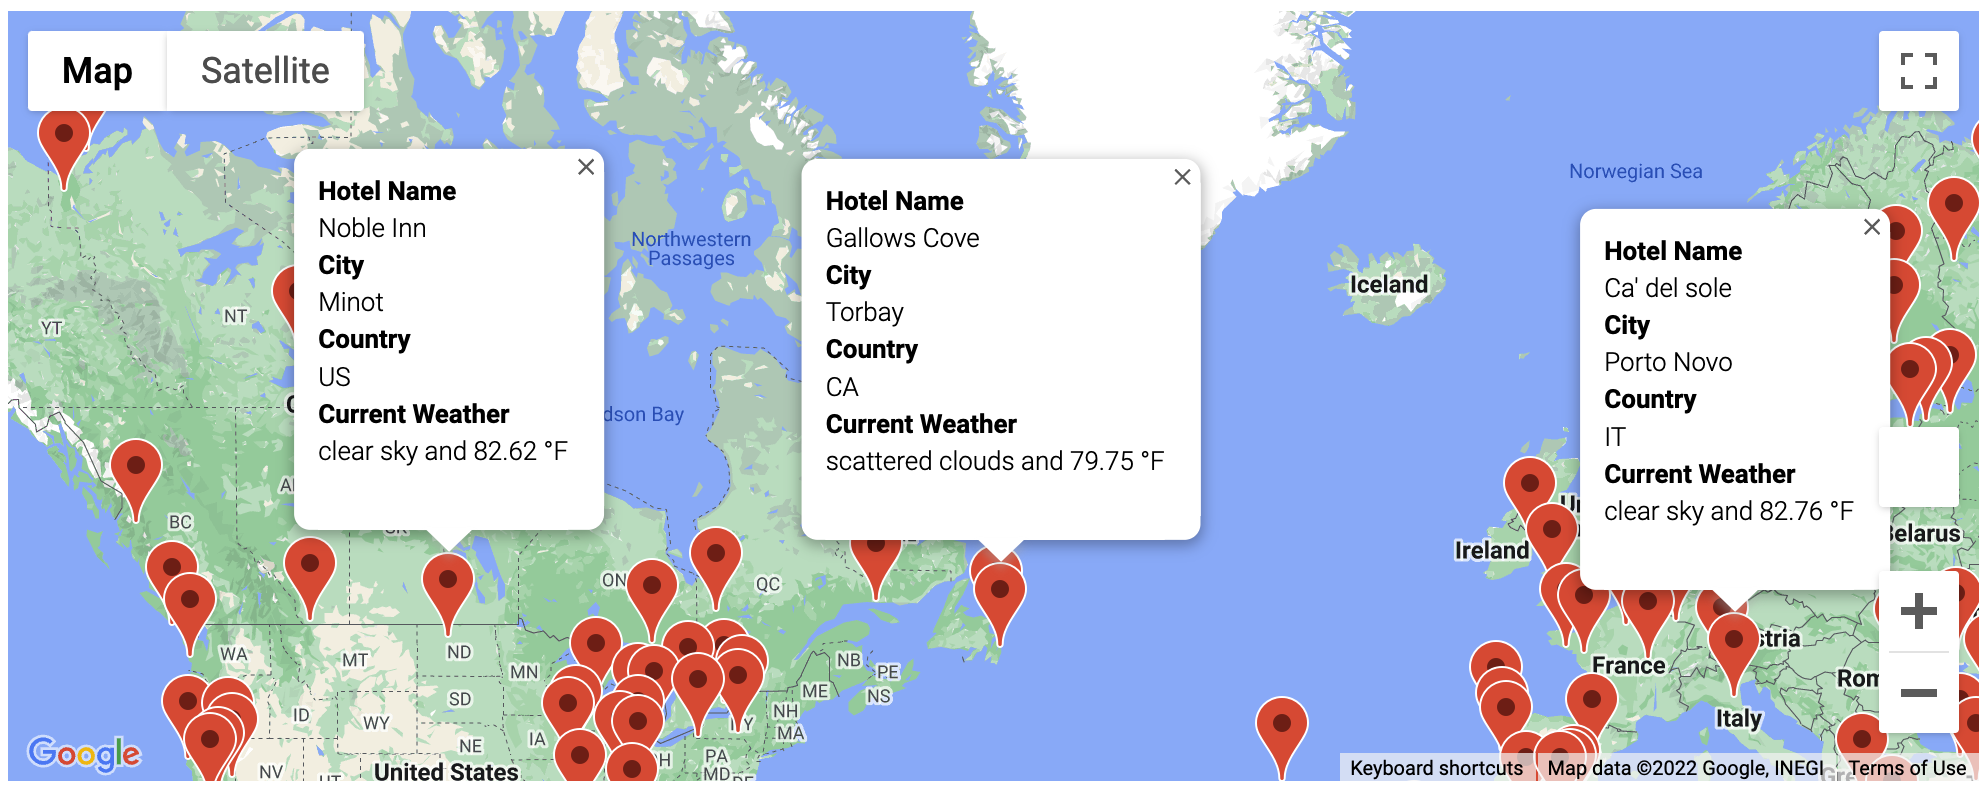 Map
Satellite
Norwegian Sea
Hotel Name
Noble Inn
City
Minot
Country
US
Current Weather
clear sky and 82.62 °F
Hotel Name
Gallows Cove
City
Torbay
Country
CA
Current Weather
scattered clouds and 79.75 °F
Hotel Name
Ca' del sole
City
Porto Novo
Country
IT
Current Weather
clear sky and 82.76 °F
Northwestern
Passages
Iceland
YT
NT
dson Bay
BC
Ireland
Belarus
ON
QC
WA
MT
ND
MN
NB
PE
NS
ME
France
stria
Rom
SD
ID
WY
NH
MA
NY
Italy
IA
NE
PA
MD
NV
UT
United States
Google
Keyboard shortcuts
Map data ©2022 Google, INEGI
Terms of Use